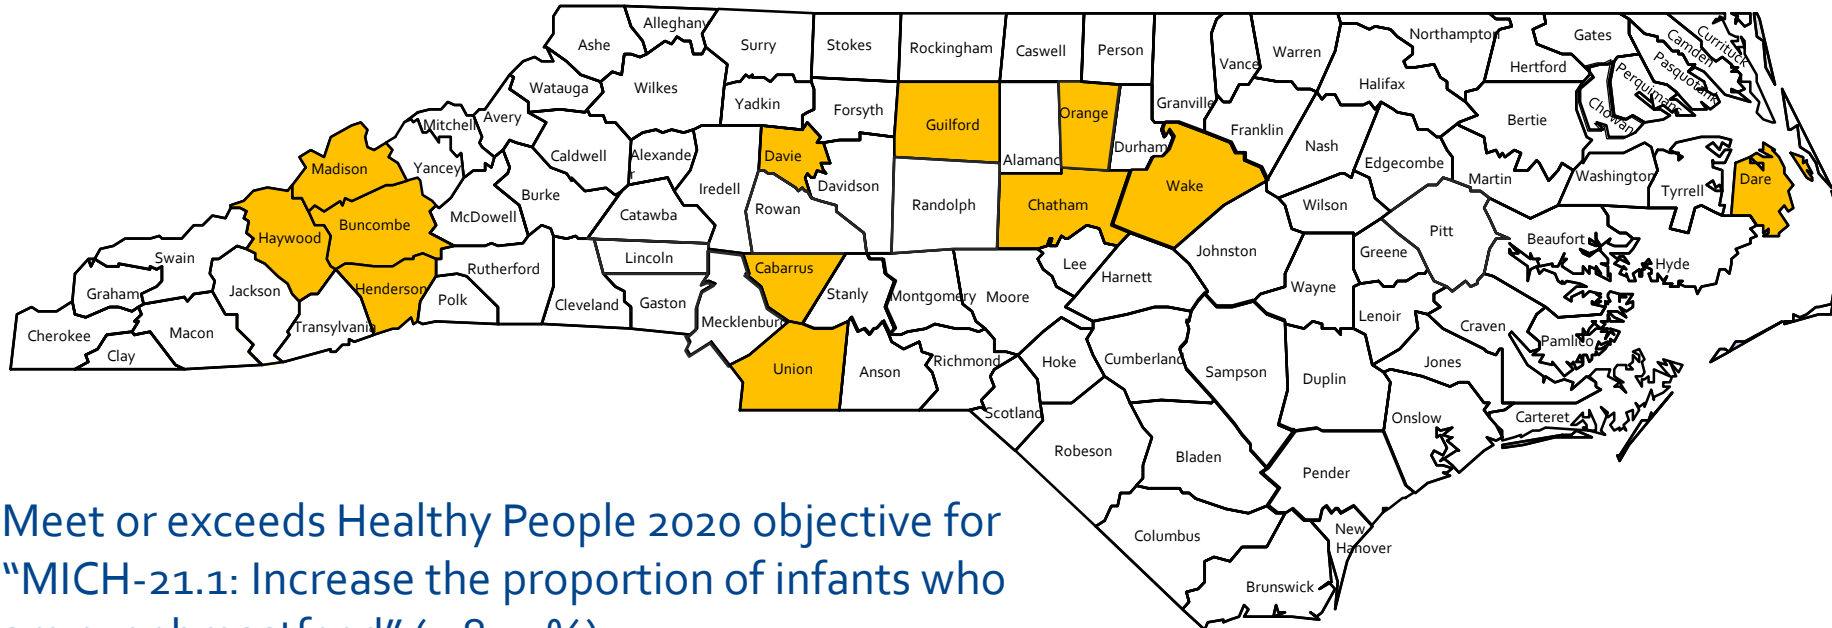 Alleghany
Ashe
Surry
Stokes
Rockingham
Caswell
Person
Vance
Warren
Northampton
Gates
Camden
Currituck
Hertford
Pasquotank
Perquimans
Watauga
Wilkes
Yadkin
Forsyth
Granville
Halifax
Chowan
Mitchell
Avery
Guilford
Orange
Franklin
Bertie
Madison
Yancey
Caldwell
Alexande
r
Davie
Davidson
Alamanc
Durham
Nash
Edgecombe
Martin
Washington
Tyrrell
Dare
Burke
Iredell
Wake
Buncombe
McDowell
Catawba
Rowan
Randolph
Chatham
Wilson
Pitt
Haywood
Beaufort
Hyde
Swain
Rutherford
Lincoln
Cabarrus
Lee
Harnett
Johnston
Greene
Graham
Jackson
Henderson
Polk
Cleveland
Gaston
Stanly
Montgomery
Moore
Wayne
Cherokee
Clay
Macon
Transylvania
Mecklenburg
Lenoir
Craven
Pamlico
Union
Anson
Richmond
Hoke
Cumberland
Sampson
Duplin
Jones
Scotland
Onslow
Carteret
Robeson
Bladen
Pender
Columbus
New
Hanover
Brunswick
Meet or exceeds Healthy People 2020 objective for
“MICH-21.1: Increase the proportion of infants who